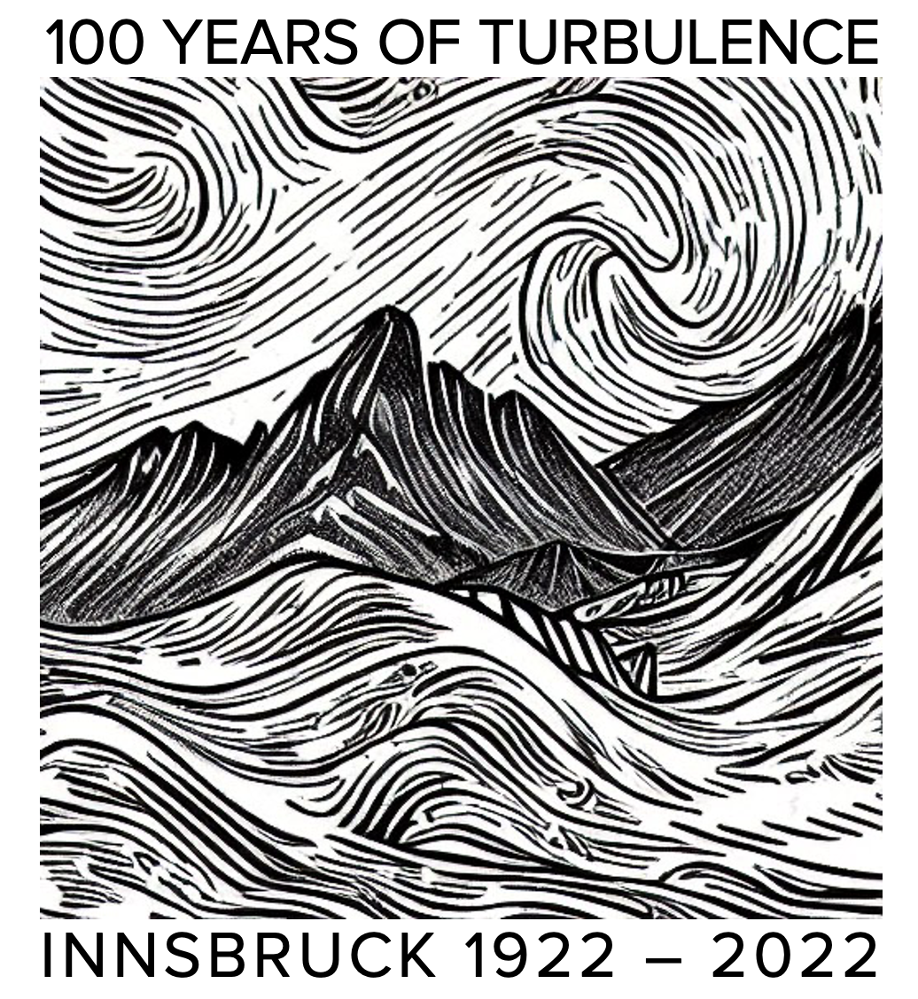 100 YEARS OF TURBULENCE
INNSBRUCK 1922 – 2022